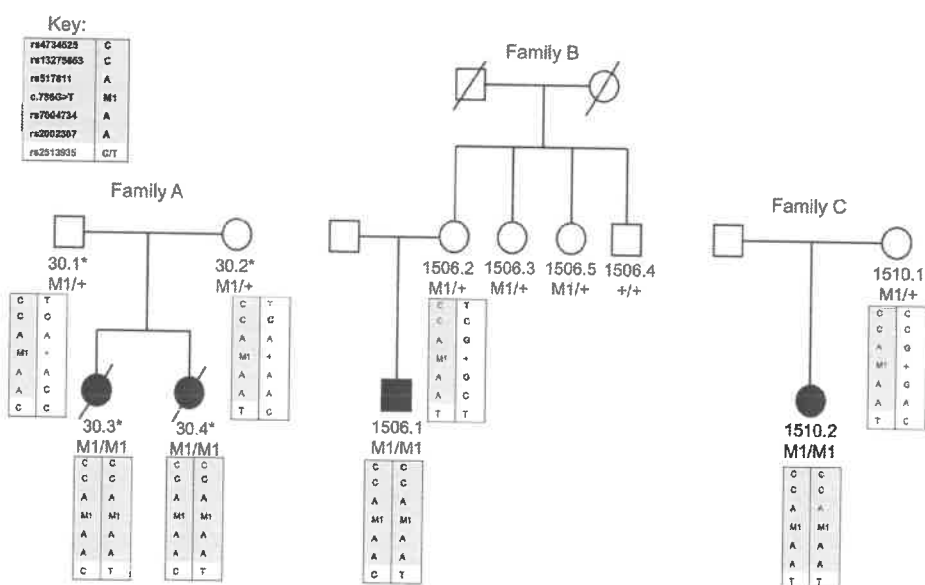 Key:
rs4734525 C
rs13275653 C
rs517811 A
c.786G>T M1
rs7004734 A
rs2002307 A
rs2513935 C/T
Family B
Family A
Family C
30.1* 30.2*
M1/+ M1/+
1506.2 1506.3 1506.5 1506.4
M1/+ M1/+ M1/+ +/+
1510.1
M1/+
C T
C C
A A
M1 +
A A
A C
C C
C T
C C
A A
M1 +
A A
A A
T C
C T
C C
A G
M1 +
A G
A C
T T
C C
C C
A G
M1 +
A G
A A
T C
30.3* 30.4*
M1/M1 M1/M1
1506.1
M1/M1
1510.2
M1/M1
C C
C C
A A
M1 M1
A A
A A
C T
C C
C C
A A
M1 M1
A A
A A
C T
C C
C C
A A
M1 M1
A A
A A
C T
C C
C C
A A
M1 M1
A A
A A
T T